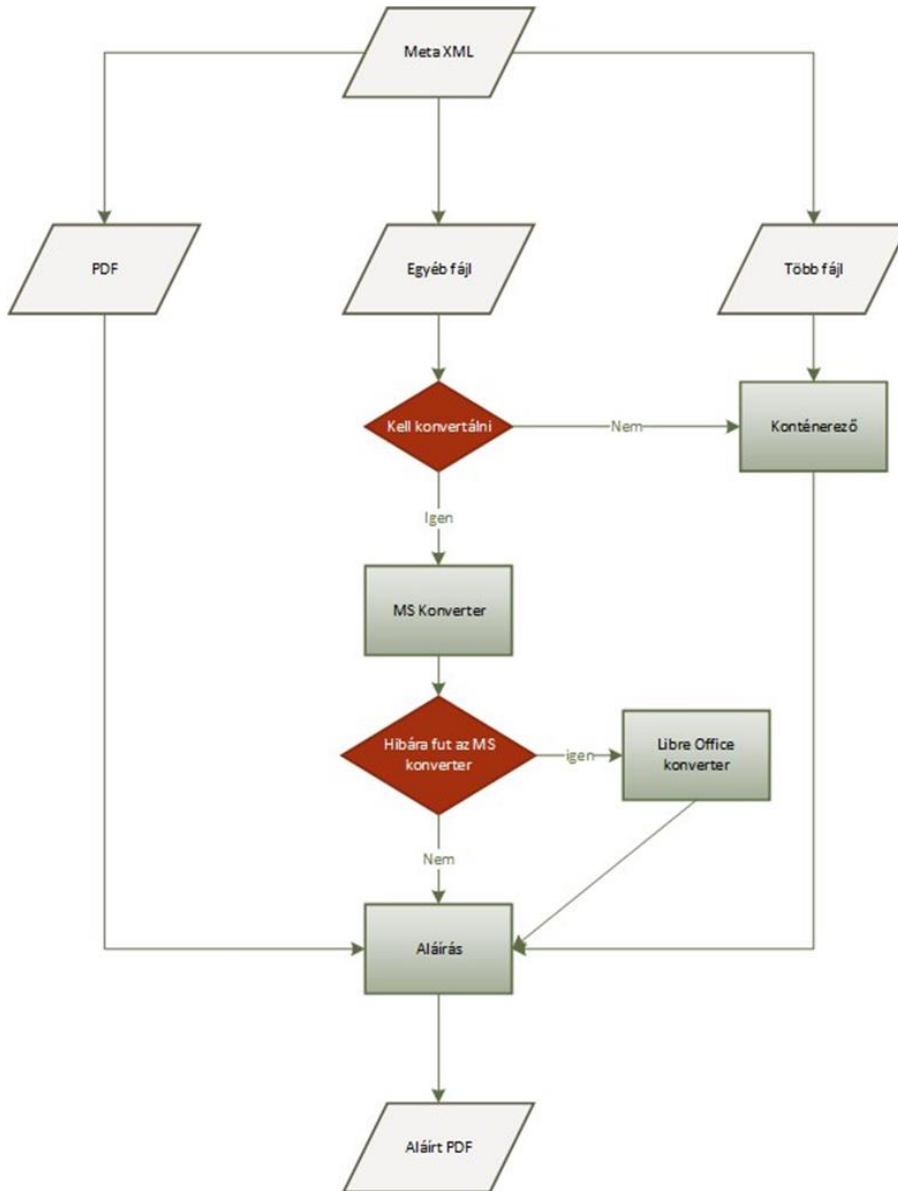 Meta XML
PDF
Egyéb fájl
Több fájl
Kell konvertálni
Nem
Konténerező
Igen
MS Konverter
Hibára fut az MS
konverter
igen
Libre Office
konverter
Nem
Aláírás
Aláírt PDF